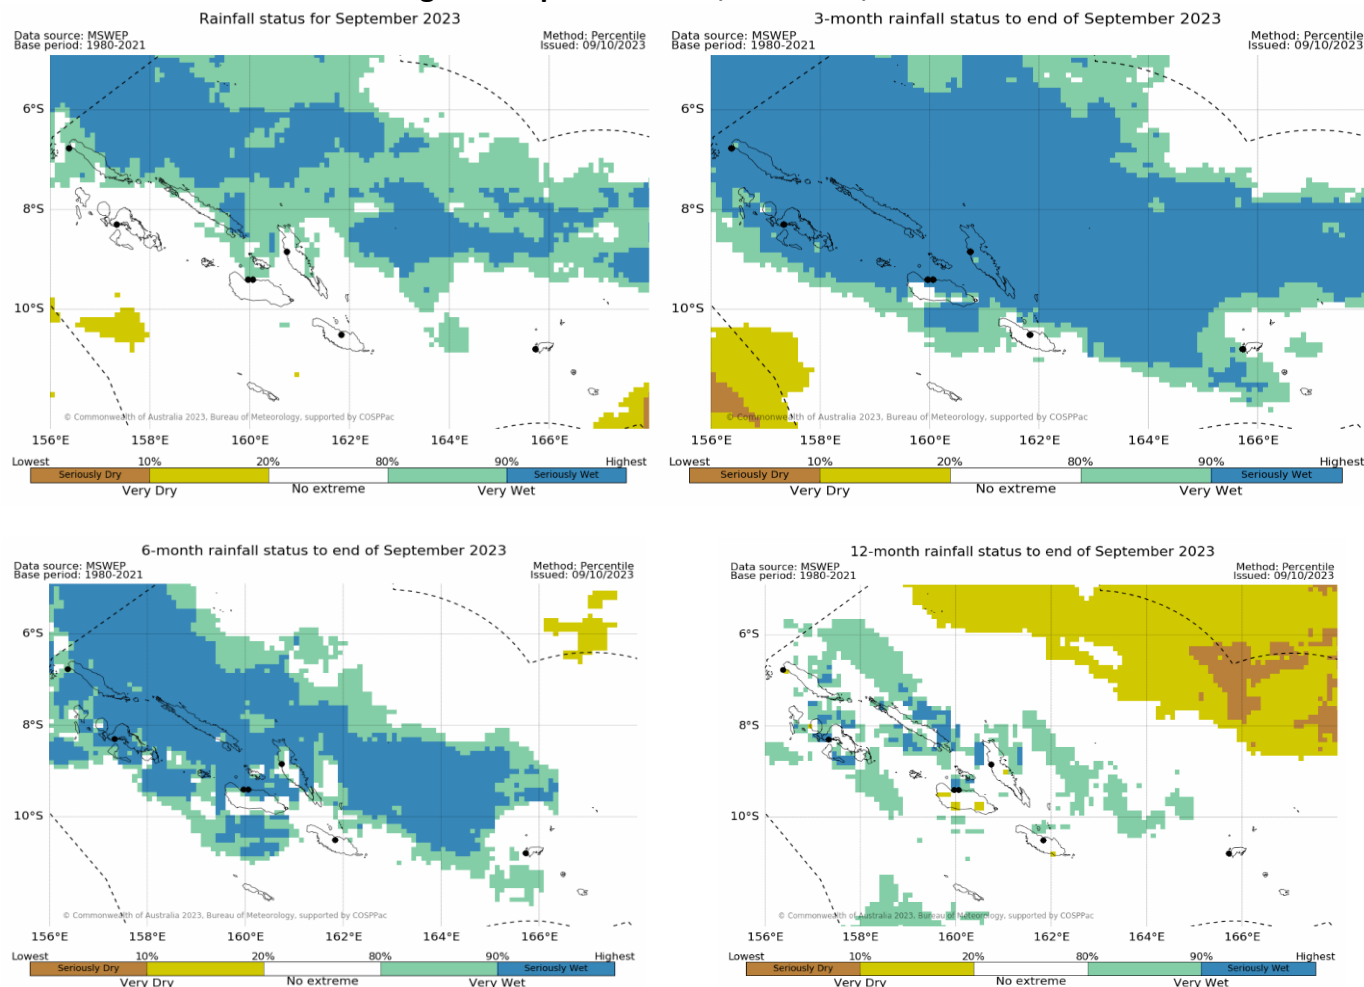 Rainfall status for September 2023
Data source: MSWEP
Base period: 1980-2021
Method: Percentile
Issued: 09/10/2023
6°S
8°S
10°S
© Commonwealth of Australia 2023, Bureau of Meteorology, supported by COSPPac
156°E 158°E 160°E 162°E 164°E 166°E
Lowest 10% 20% 80% 90% Highest
Seriously Dry Seriously Wet
Very Dry No extreme Very Wet
3-month rainfall status to end of September 2023
Data source: MSWEP
Base period: 1980-2021
Method: Percentile
Issued: 09/10/2023
6°S
8°S
10°S
© Commonwealth of Australia 2023, Bureau of Meteorology, supported by COSPPac
156°E 158°E 160°E 162°E 164°E 166°E
Lowest 10% 20% 80% 90% Highest
Seriously Dry Seriously Wet
Very Dry No extreme Very Wet
6-month rainfall status to end of September 2023
Data source: MSWEP
Base period: 1980-2021
Method: Percentile
Issued: 09/10/2023
6°S
8°S
10°S
© Commonwealth of Australia 2023, Bureau of Meteorology, supported by COSPPac
156°E 158°E 160°E 162°E 164°E 166°E
Lowest 10% 20% 80% 90% Highest
Seriously Dry Seriously Wet
Very Dry No extreme Very Wet
12-month rainfall status to end of September 2023
Data source: MSWEP
Base period: 1980-2021
Method: Percentile
Issued: 09/10/2023
6°S
8°S
10°S
© Commonwealth of Australia 2023, Bureau of Meteorology, supported by COSPPac
156°E 158°E 160°E 162°E 164°E 166°E
Lowest 10% 20% 80% 90% Highest
Seriously Dry Seriously Wet
Very Dry No extreme Very Wet